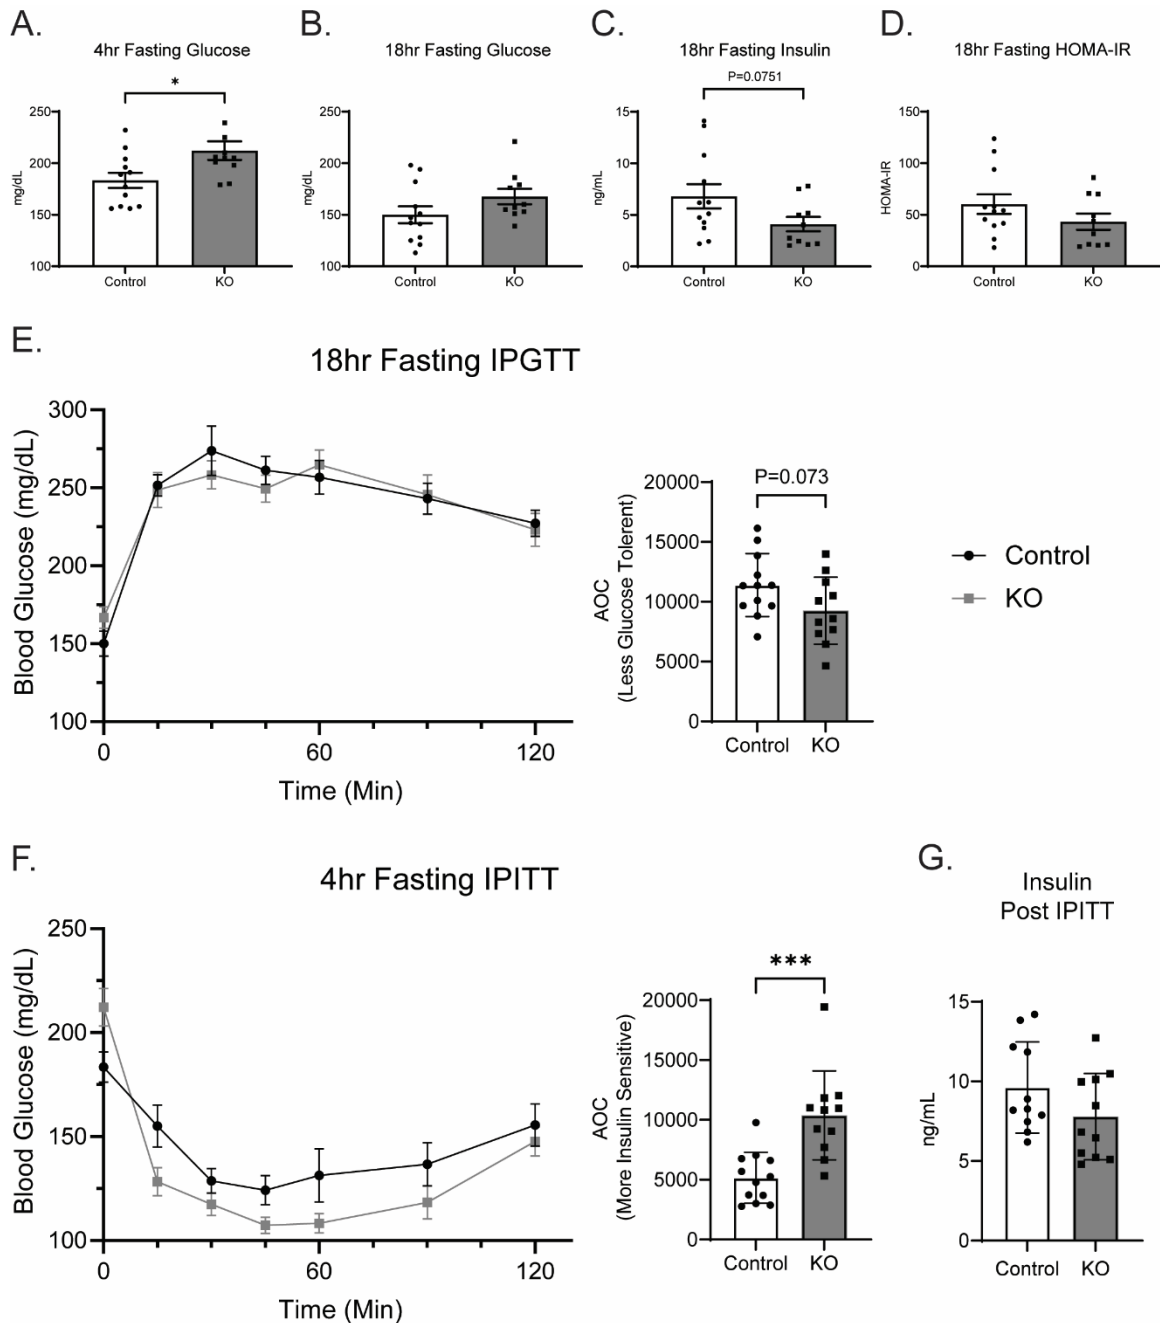 A.
4hr Fasting Glucose
*
mg/dL
250
200
150
100
Control
KO
B.
18hr Fasting Glucose
mg/dL
250
200
150
100
Control
KO
C.
18hr Fasting Insulin
P=0.0751
ng/mL
15
10
5
0
Control
KO
D.
18hr Fasting HOMA-IR
HOMA-IR
150
100
50
0
Control
KO
E.
18hr Fasting IPGTT
Blood Glucose (mg/dL)
300
250
200
150
100
0
60
120
Time (Min)
P=0.073
AOC
(Less Glucose Tolerent)
20000
15000
10000
5000
0
Control
KO
Control
KO
F.
4hr Fasting IPITT
Blood Glucose (mg/dL)
250
200
150
100
0
60
120
Time (Min)
***
AOC
(More Insulin Sensitive)
20000
15000
10000
5000
0
Control
KO
G.
Insulin
Post IPITT
ng/mL
15
10
5
0
Control
KO